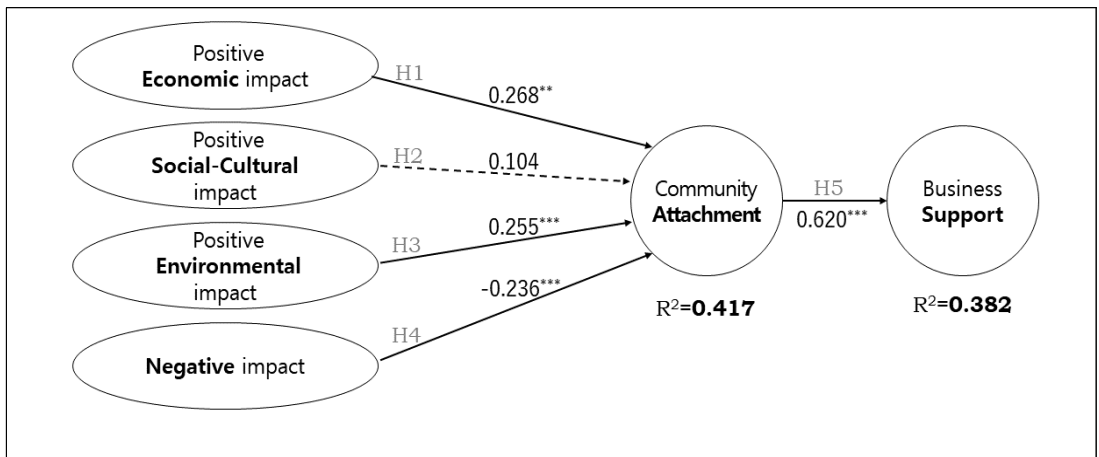 Positive
Economic impact
H1
0.268**
Positive
Social-Cultural
impact
H2
0.104
Positive
Environmental
impact
H3
0.255***
Negative impact
H4
-0.236***
Community
Attachment
R²=0.417
H5
0.620***
Business
Support
R²=0.382